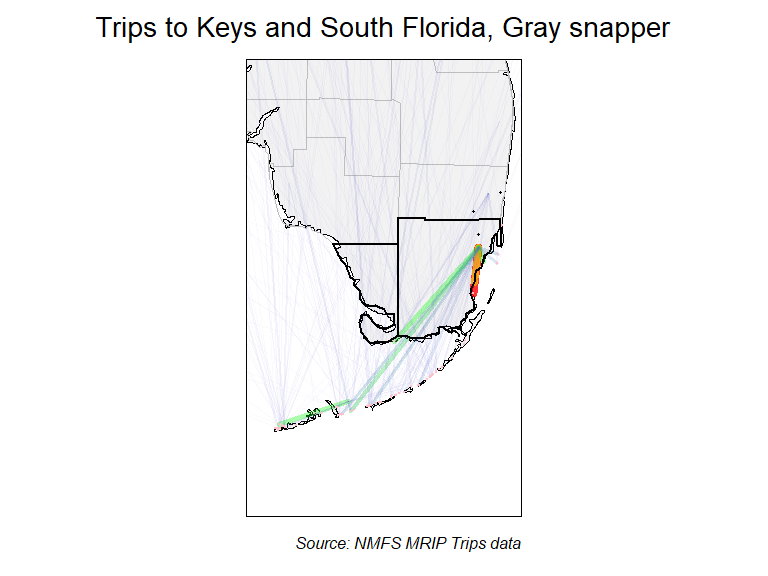 Trips to Keys and South Florida, Gray snapper
Source: NMFS MRIP Trips data